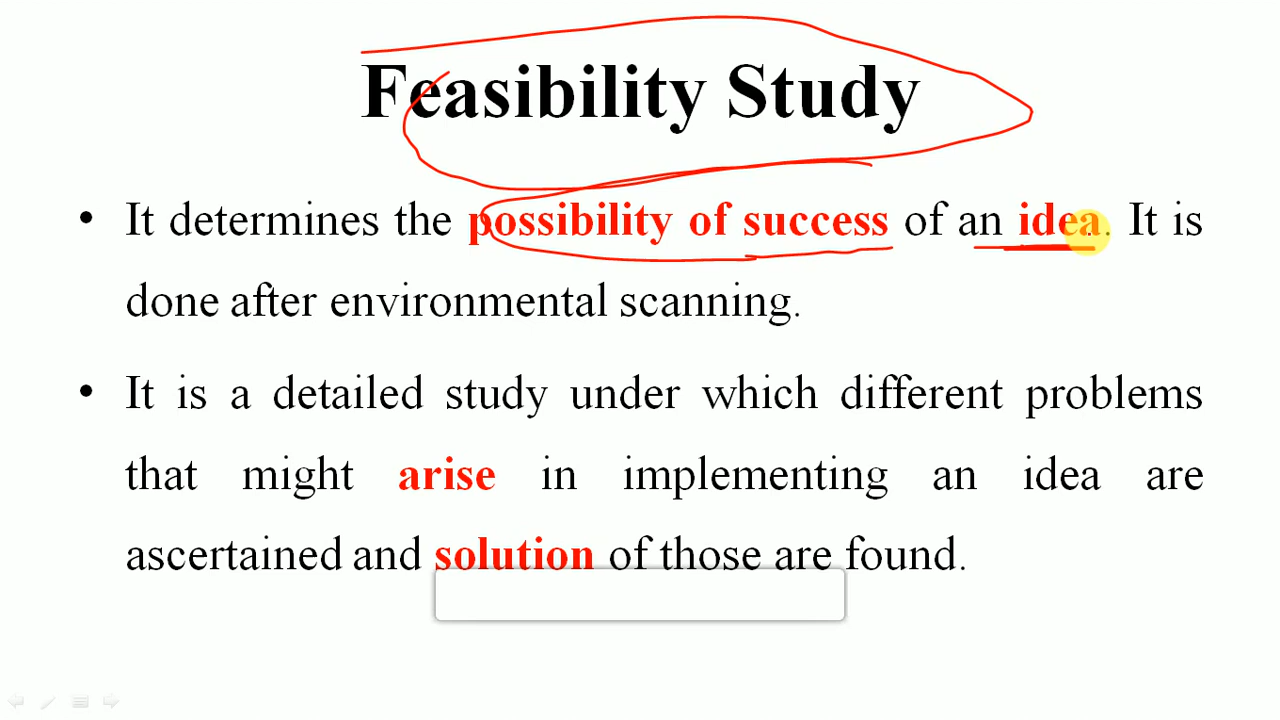 Feasibility Study
• It determines the possibility of success of an idea. It is
done after environmental scanning.
• It is a detailed study under which different problems
that might arise in implementing an idea are
ascertained and solution of those are found.